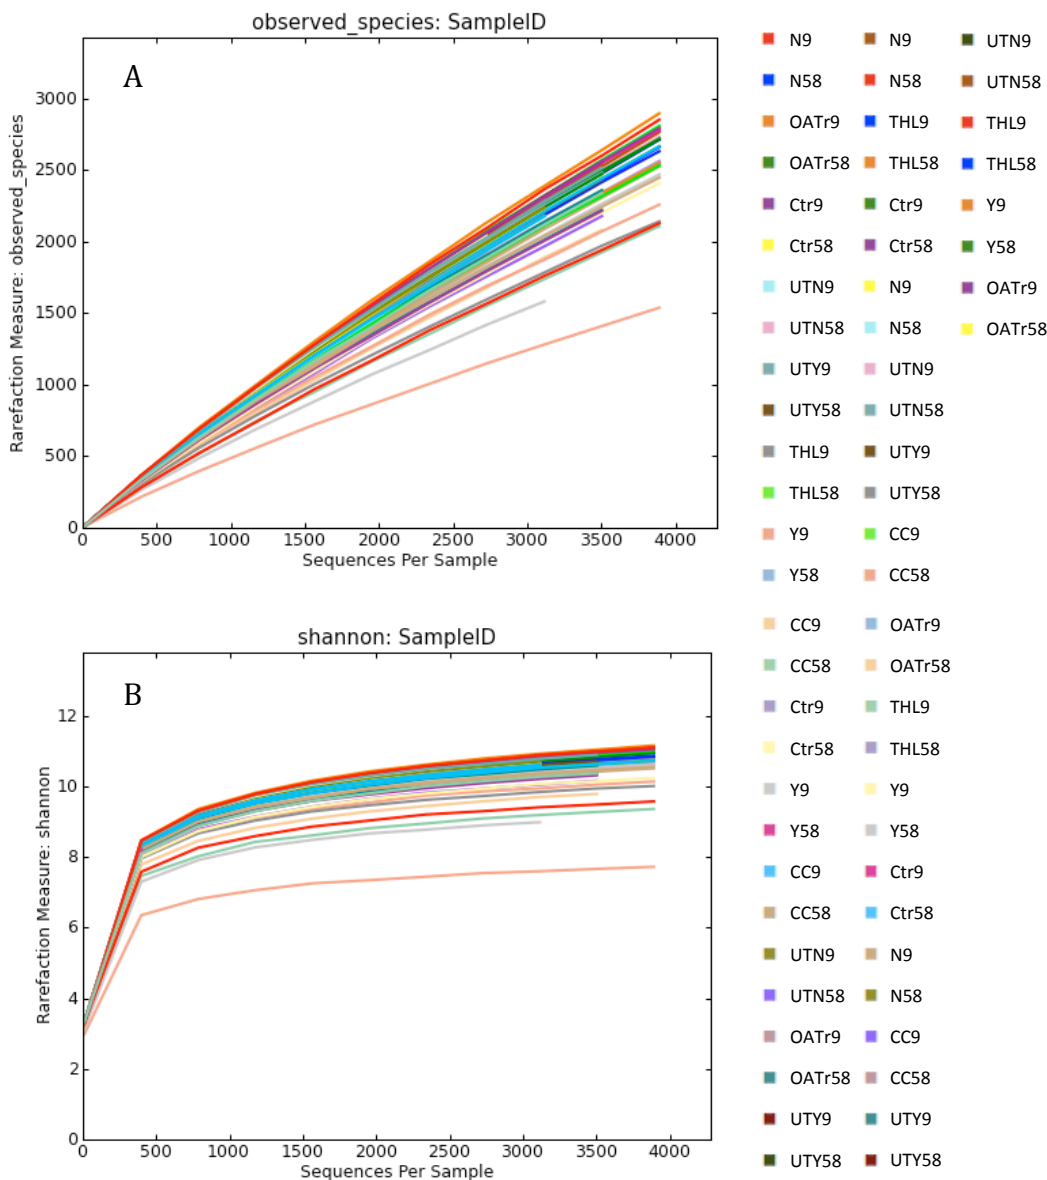 observed_species: SampleID
A
Rarefaction Measure: observed_species
3000
2500
2000
1500
1000
500
0
0 500 1000 1500 2000 2500 3000 3500 4000
Sequences Per Sample
shannon: SampleID
B
Rarefaction Measure: shannon
12
10
8
6
4
2
0
0 500 1000 1500 2000 2500 3000 3500 4000
Sequences Per Sample
N9 N9 UTN9
N58 N58 UTN58
OATr9 THL9 THL9
OATr58 THL58 THL58
Ctr9 Ctr9 Y9
Ctr58 Ctr58 Y58
UTN9 N9 OATr9
UTN58 N58 OATr58
UTY9 UTN9
UTY58 UTN58
THL9 UTY9
THL58 UTY58
Y9 CC9
Y58 CC58
CC9 OATr9
CC58 OATr58
Ctr9 THL9
Ctr58 THL58
Y9 Y9
Y58 Y58
CC9 Ctr9
CC58 Ctr58
UTN9 N9
UTN58 N58
OATr9 CC9
OATr58 CC58
UTY9 UTY9
UTY58 UTY58